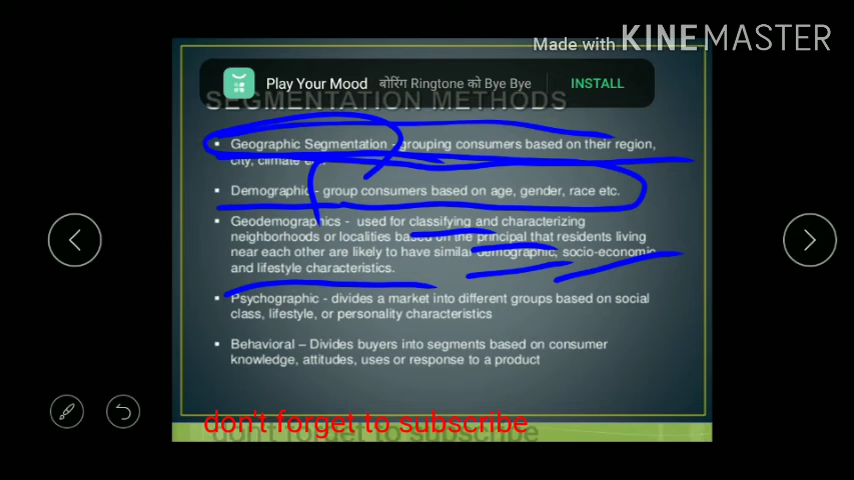 Made with KINEMASTER
Play Your Mood बोरिंग Ringtone को Bye Bye INSTALL
SEGMENTATION METHODS
Geographic Segmentation - grouping consumers based on their region,
city, climate
Demographic - group consumers based on age, gender, race etc.
Geodemographics - used for classifying and characterizing
neighborhoods or localities based on the principal that residents living
near each other are likely to have similar demographic, socio-economic
and lifestyle characteristics.
Psychographic - divides a market into different groups based on social
class, lifestyle, or personality characteristics
Behavioral – Divides buyers into segments based on consumer
knowledge, attitudes, uses or response to a product
don't forget to subscribe
don't forget to subscribe